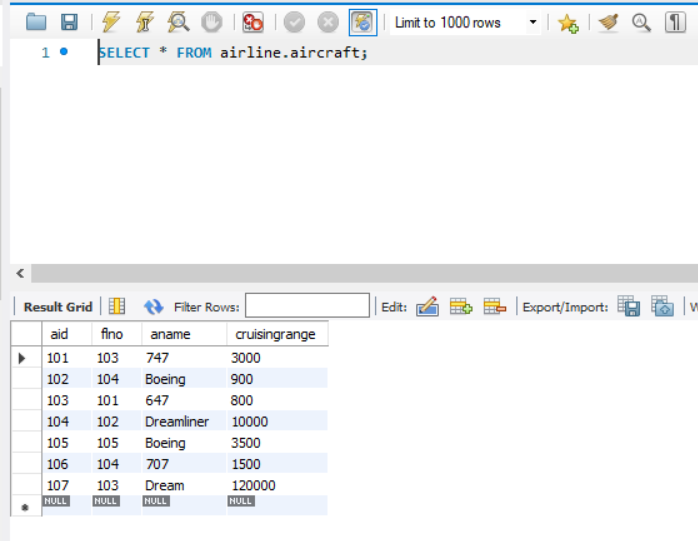 Limit to 1000 rows
1 SELECT * FROM airline.aircraft;
Result Grid Filter Rows: Edit: Export/Import: W
aid flno aname cruisingrange
101 103 747 3000
102 104 Boeing 900
103 101 647 800
104 102 Dreamliner 10000
105 105 Boeing 3500
106 104 707 1500
107 103 Dream 120000
NULL NULL NULL NULL